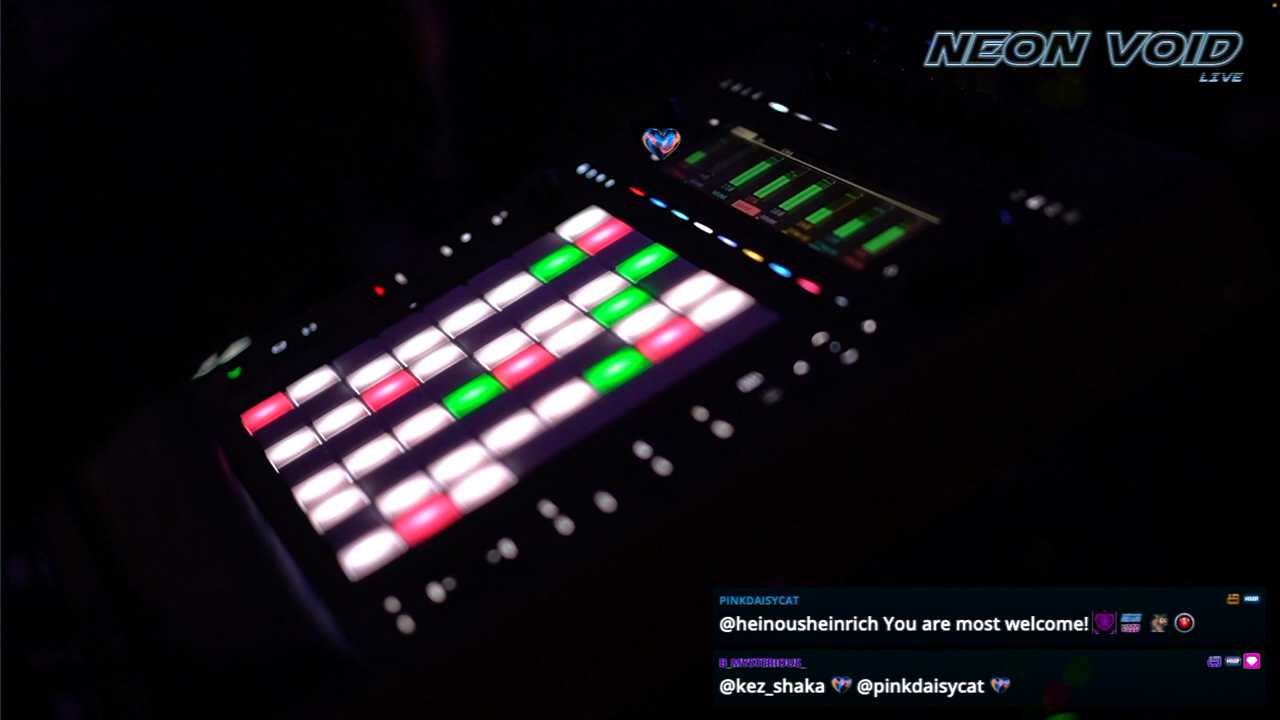 NEON VOID
LIVE
PINKDAISYCAT
@heinousheinrich You are most welcome!
B_MYSTERIOUS_
@kez_shaka @pinkdaisycat